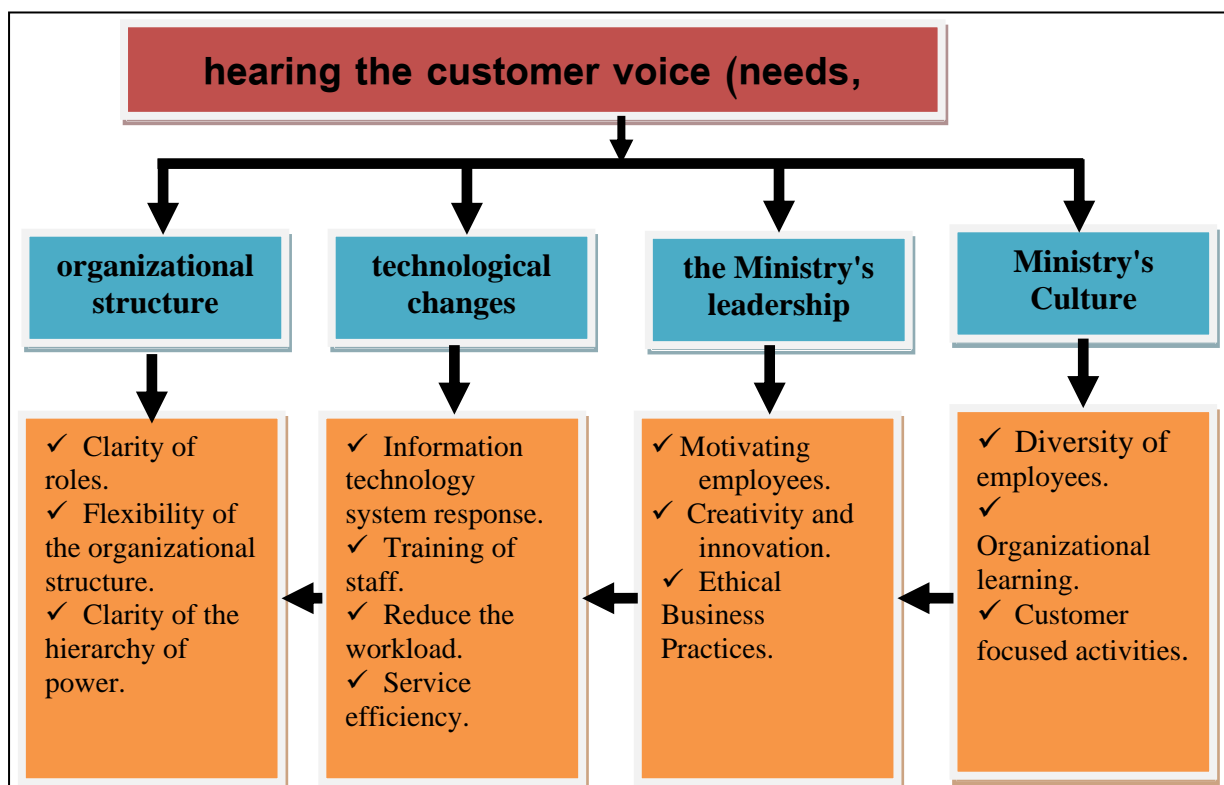 hearing the customer voice (needs,
organizational
structure
technological
changes
the Ministry's
leadership
Ministry's
Culture
✓ Clarity of
roles.
✓ Flexibility of
the organizational
structure.
✓ Clarity of the
hierarchy of
power.
✓ Information
technology
system response.
✓ Training of
staff.
✓ Reduce the
workload.
✓ Service
efficiency.
✓ Motivating
employees.
✓ Creativity and
innovation.
✓ Ethical
Business
Practices.
✓ Diversity of
employees.
✓
Organizational
learning.
✓ Customer
focused activities.